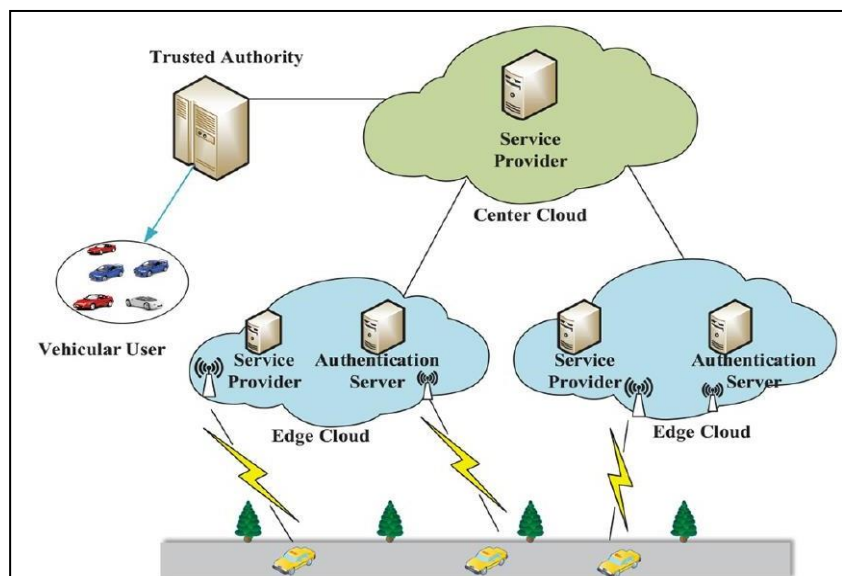 Trusted Authority
Service
Provider
Center Cloud
Vehicular User
Service
Provider
Authentication
Server
Edge Cloud
Service
Provider
Authentication
Server
Edge Cloud